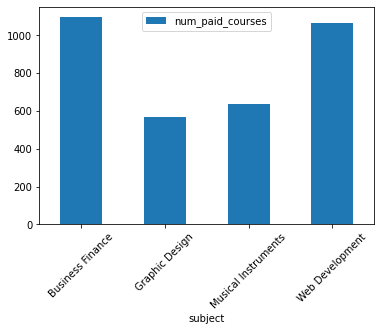 num_paid_courses
1000
800
600
400
200
0
Business Finance
Graphic Design
Musical Instruments
Web Development
subject